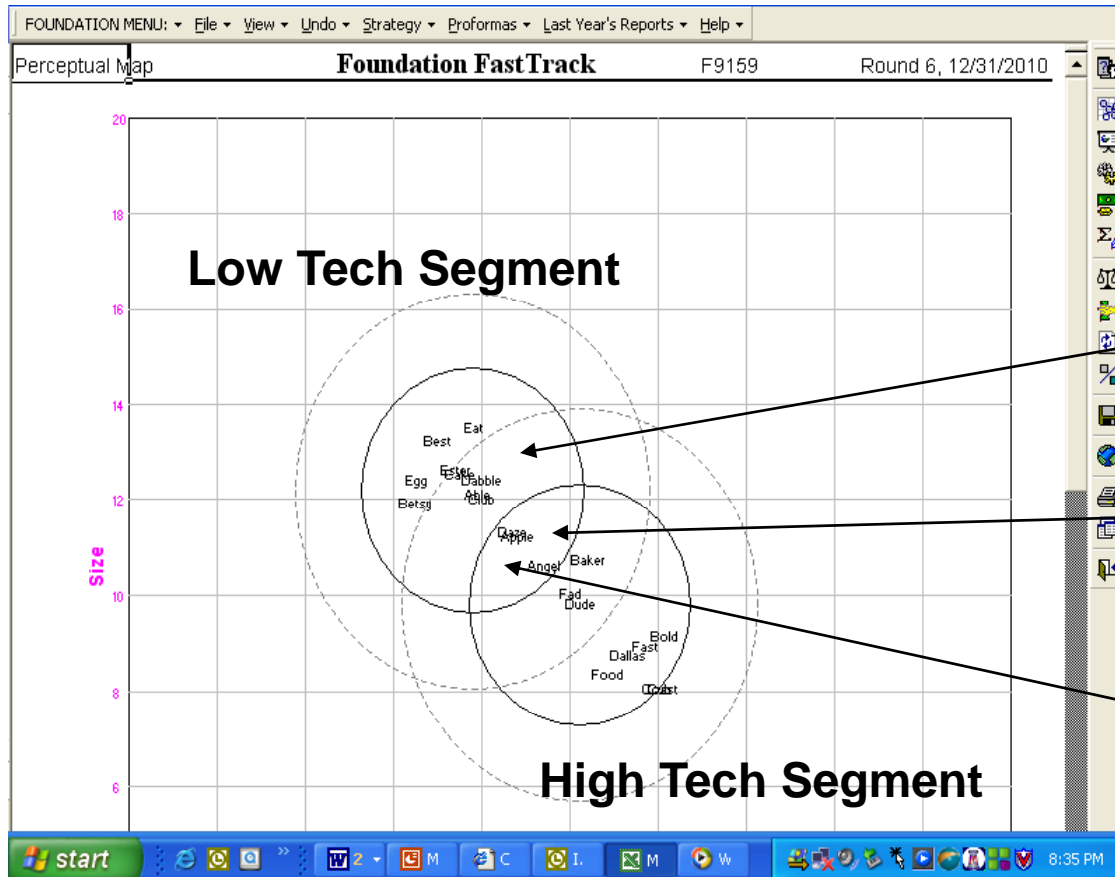 FOUNDATION MENU: File View Undo Strategy Proformas Last Year's Reports Help
Perceptual Map Foundation FastTrack F9159 Round 6, 12/31/2010
20
18
Low Tech Segment
16
14
Eat
Best
Ester
Cake
Egg Dabble
12
Able
Betsy Club
Daze
Apple
Size
Baker
Angel
10
Fad
Dude
Bold
Fast
Dallas
Food
8
Coast
High Tech Segment
6
start W 2 M C I. M W 8:35 PM